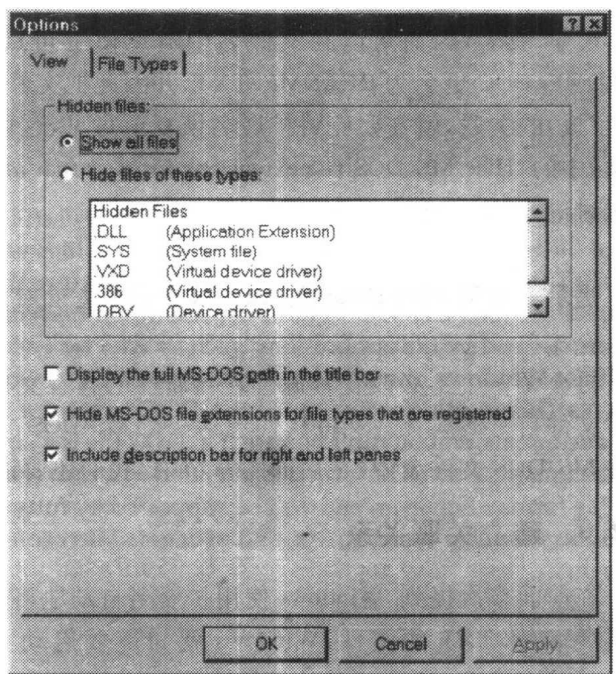 Options
View
File Types
Hidden files:
Show all files
Hide files of these types:
Hidden Files
.DLL (Application Extension)
.SYS (System file)
.VXD (Virtual device driver)
.386 (Virtual device driver)
.DRV (Device driver)
Display the full MS-DOS path in the title bar
Hide MS-DOS file extensions for file types that are registered
Include description bar for right and left panes
OK
Cancel
Apply